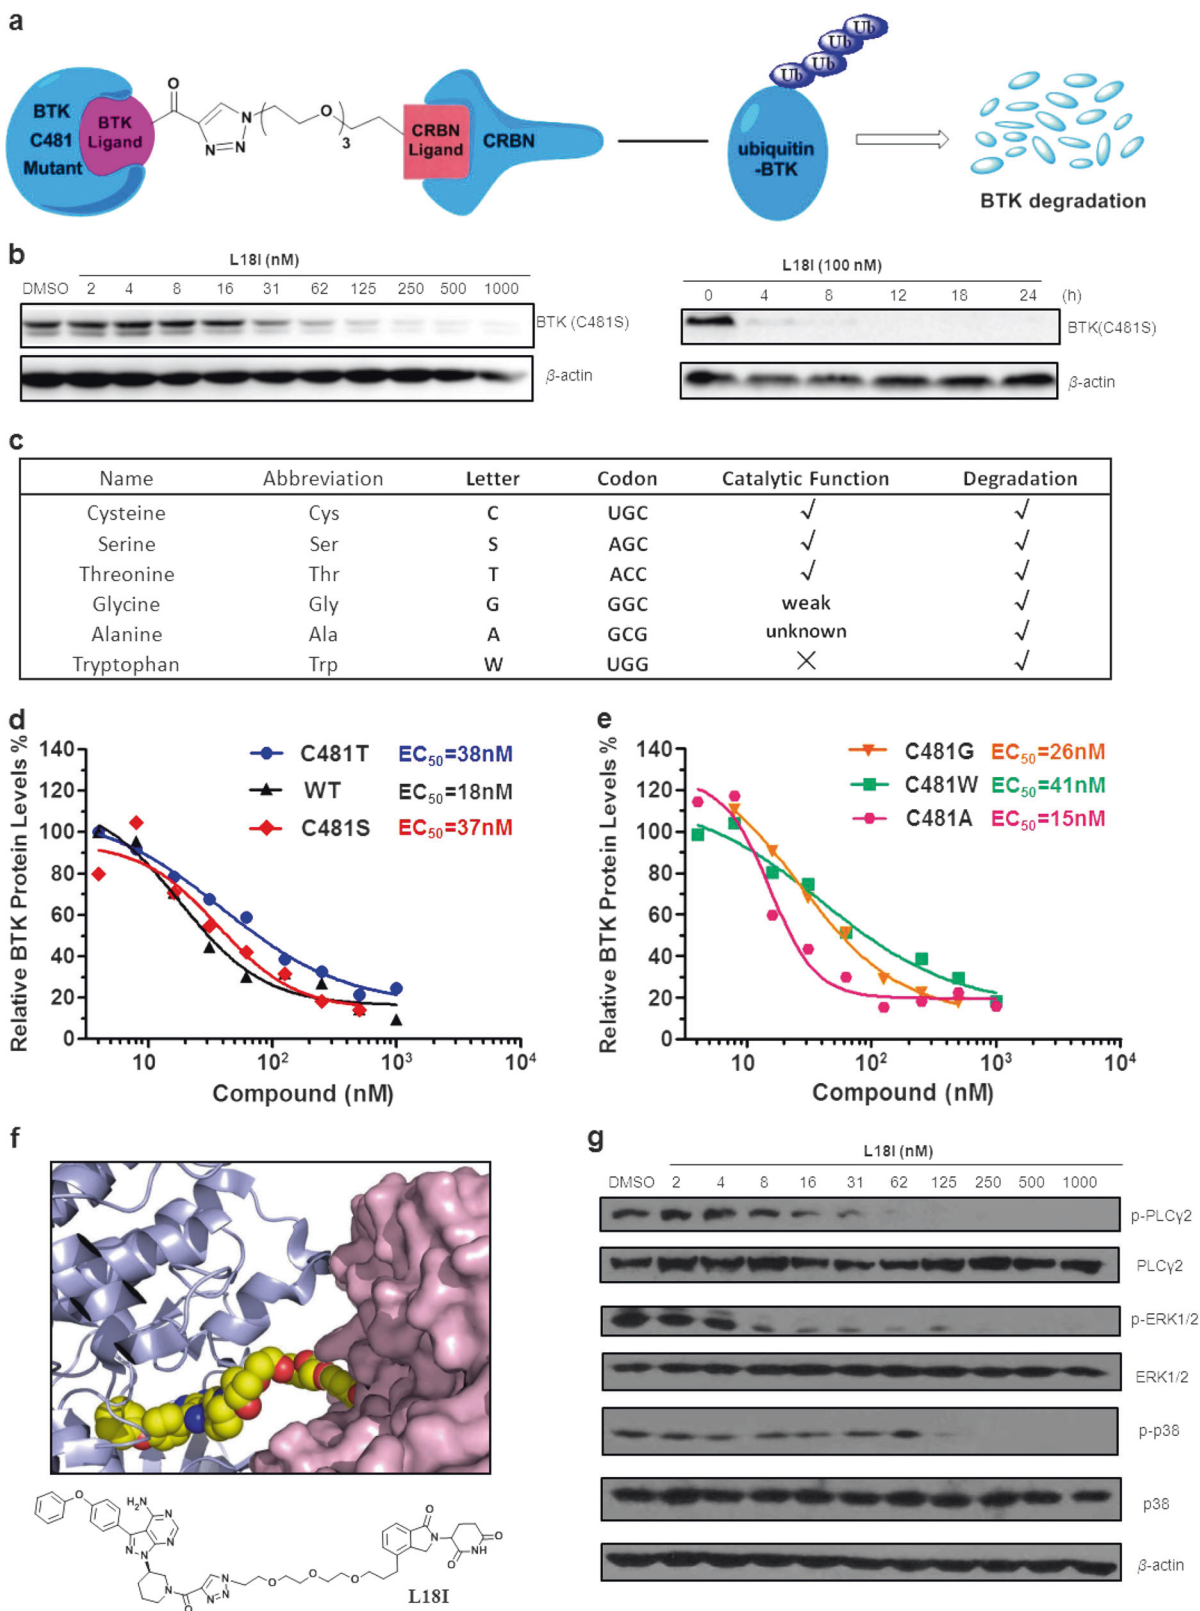 a
BTK
C481
Mutant
BTK
Ligand
O
N
N=N
O
3
CRBN
Ligand
CRBN
ubiquitin
-BTK
Ub
Ub
Ub
Ub
BTK degradation
b
L18I (nM)
DMSO 2 4 8 16 31 62 125 250 500 1000
BTK (C481S)
β-actin
L18I (100 nM)
0 4 8 12 18 24 (h)
BTK(C481S)
β-actin
c
Name Abbreviation Letter Codon Catalytic Function Degradation
Cysteine Cys C UGC √ √
Serine Ser S AGC √ √
Threonine Thr T ACC √ √
Glycine Gly G GGC weak √
Alanine Ala A GCG unknown √
Tryptophan Trp W UGG × √
d
Relative BTK Protein Levels %
140
120
100
80
60
40
20
0
C481T EC50=38nM
WT EC50=18nM
C481S EC50=37nM
10 10² 10³ 10⁴
Compound (nM)
e
Relative BTK Protein Levels %
140
120
100
80
60
40
20
0
C481G EC50=26nM
C481W EC50=41nM
C481A EC50=15nM
10 10² 10³ 10⁴
Compound (nM)
f
O
H2N
N
N
N
N
N
O
N
N=N
O
O
O
O
N
O
NH
O
L18I
g
L18I (nM)
DMSO 2 4 8 16 31 62 125 250 500 1000
p-PLCγ2
PLCγ2
p-ERK1/2
ERK1/2
p-p38
p38
β-actin